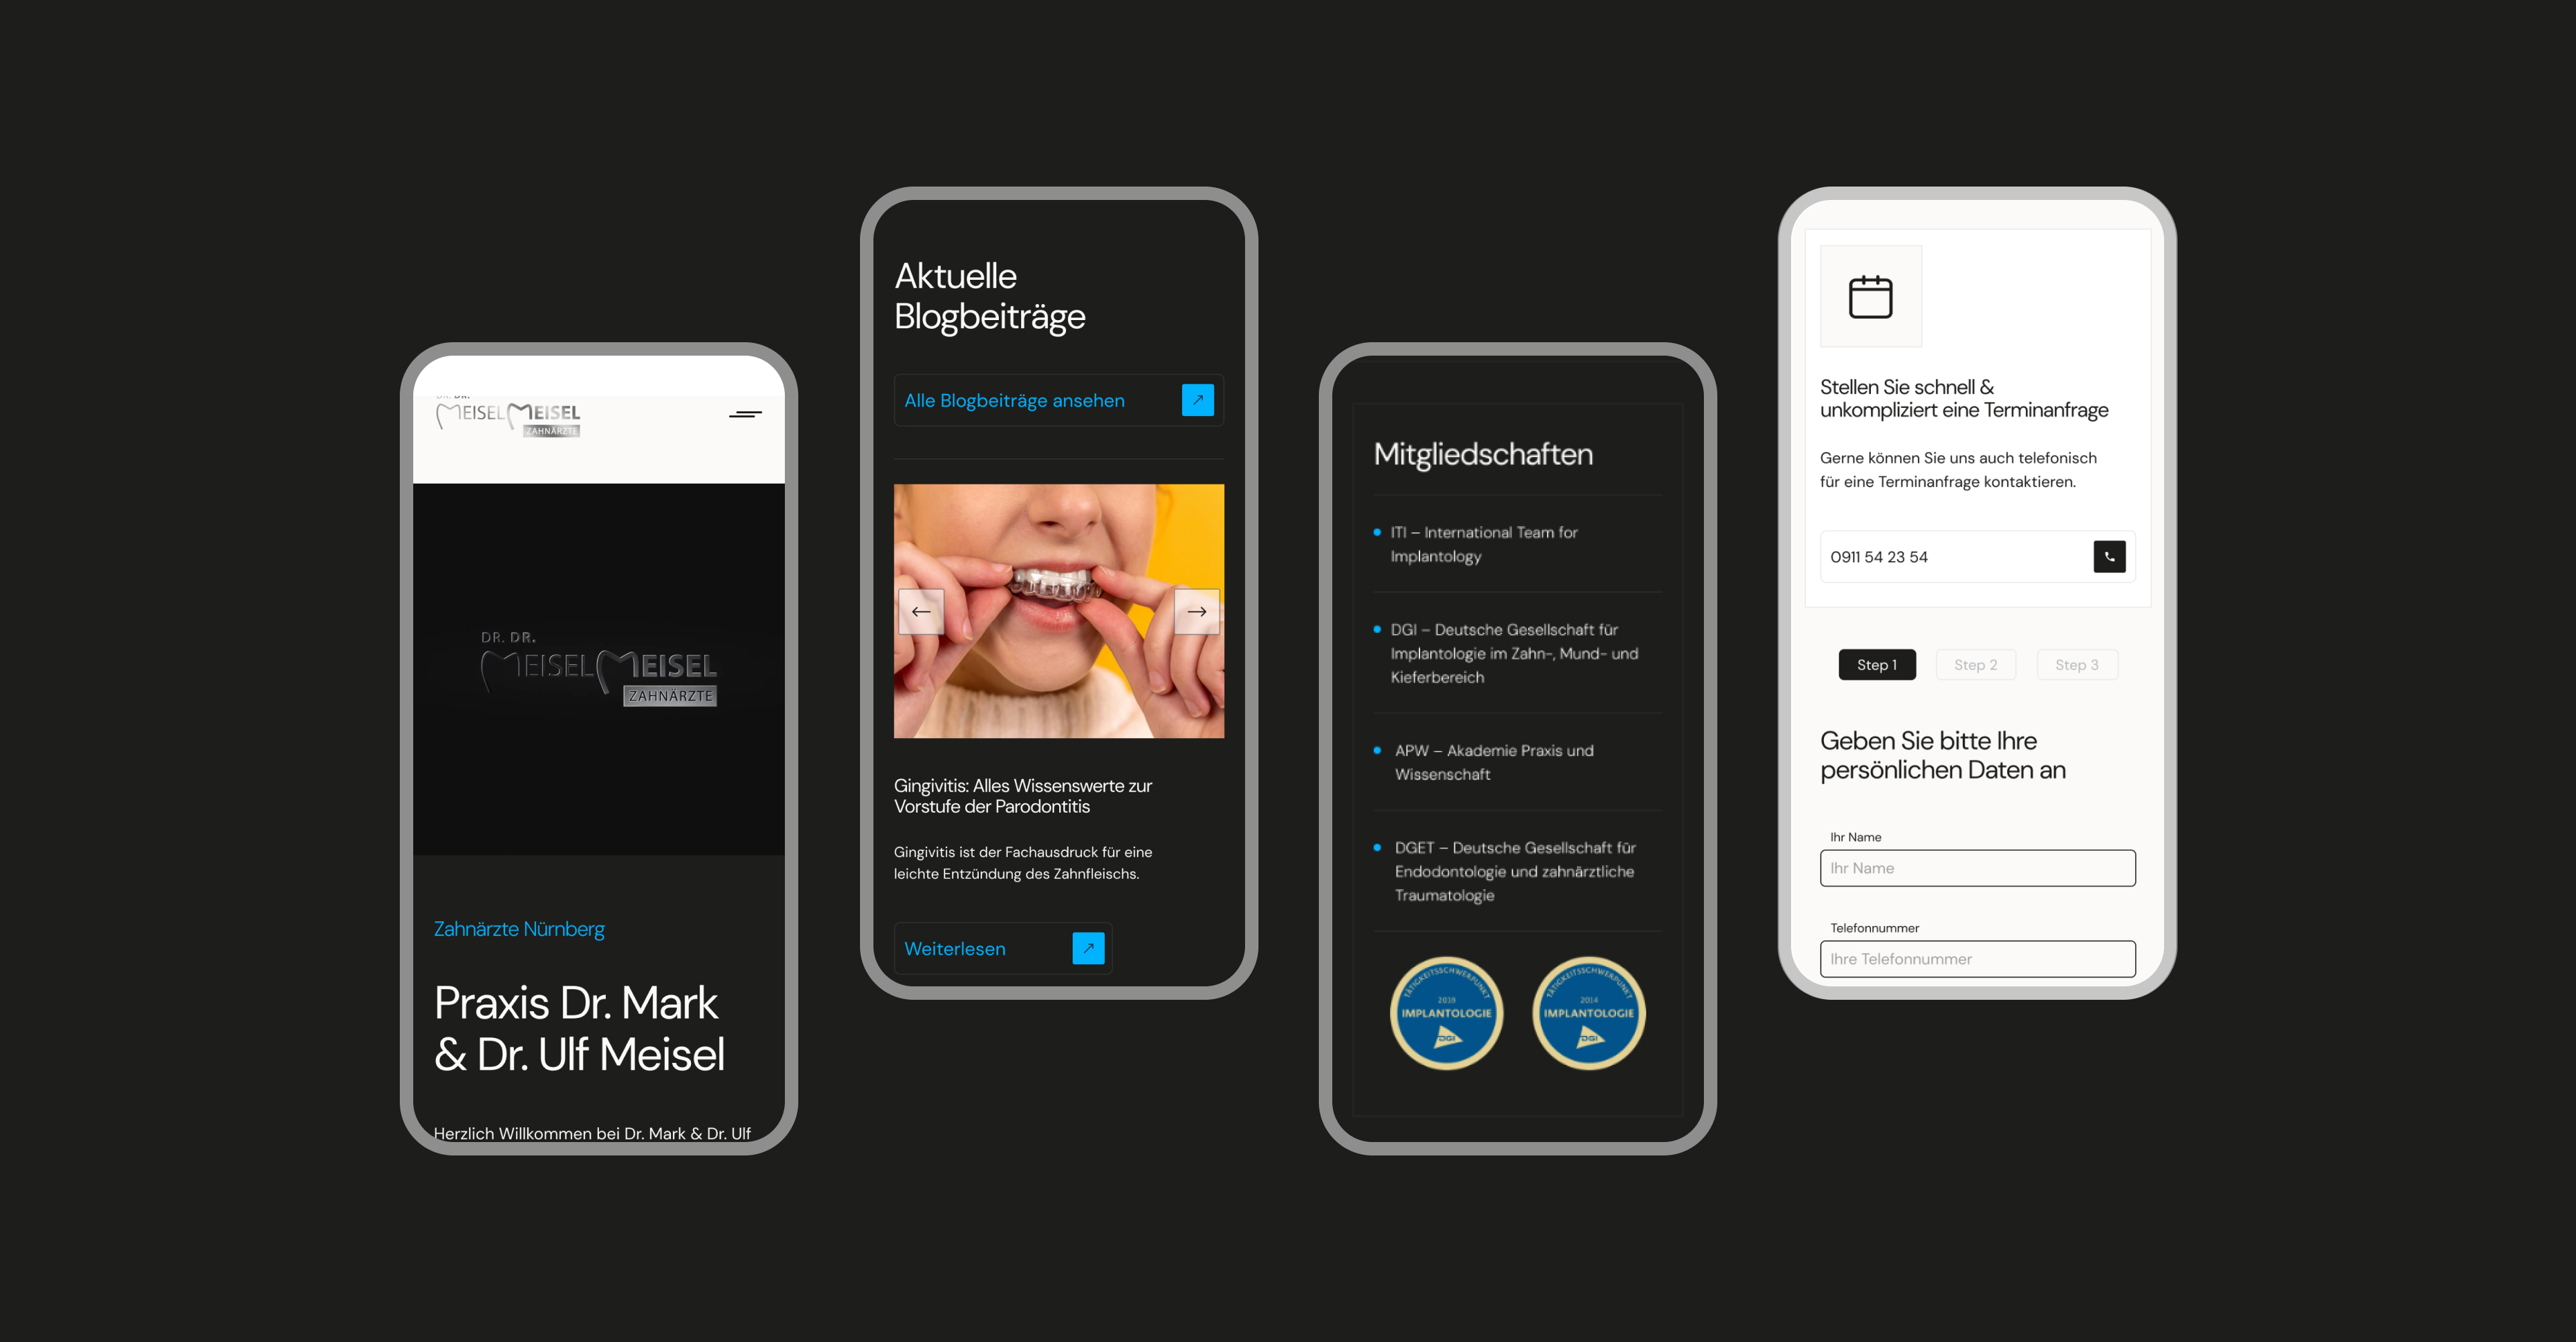 DR. DR.
MEISEL MEISEL
ZAHNÄRZTE
DR. DR.
MEISEL MEISEL
ZAHNÄRZTE
Zahnärzte Nürnberg
Praxis Dr. Mark
& Dr. Ulf Meisel
Herzlich Willkommen bei Dr. Mark & Dr. Ulf
Aktuelle
Blogbeiträge
Alle Blogbeiträge ansehen
Gingivitis: Alles Wissenswerte zur
Vorstufe der Parodontitis
Gingivitis ist der Fachausdruck für eine
leichte Entzündung des Zahnfleischs.
Weiterlesen
Mitgliedschaften
ITI – International Team for
Implantology
DGI – Deutsche Gesellschaft für
Implantologie im Zahn-, Mund- und
Kieferbereich
APW – Akademie Praxis und
Wissenschaft
DGET – Deutsche Gesellschaft für
Endodontologie und zahnärztliche
Traumatologie
TÄTIGKEITSSCHWERPUNKT
2010
IMPLANTOLOGIE
DGI
TÄTIGKEITSSCHWERPUNKT
2014
IMPLANTOLOGIE
DGI
Stellen Sie schnell &
unkompliziert eine Terminanfrage
Gerne können Sie uns auch telefonisch
für eine Terminanfrage kontaktieren.
0911 54 23 54
Step 1 Step 2 Step 3
Geben Sie bitte Ihre
persönlichen Daten an
Ihr Name
Ihr Name
Telefonnummer
Ihre Telefonnummer